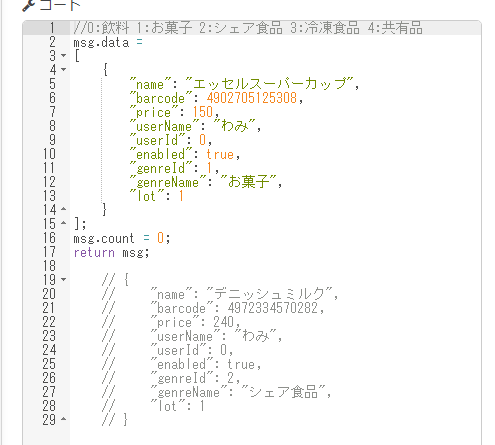 コード
1 //0:飲料 1:お菓子 2:シェア食品 3:冷凍食品 4:共有品
2 msg.data =
3 [
4 {
5 "name": "エッセルスーパーカップ",
6 "barcode": 4902705125308,
7 "price": 150,
8 "userName": "わみ",
9 "userId": 0,
10 "enabled": true,
11 "genreId": 1,
12 "genreName": "お菓子",
13 "lot": 1
14 }
15 ];
16 msg.count = 0;
17 return msg;
18
19 // {
20 // "name": "デニッシュミルク",
21 // "barcode": 4972334570282,
22 // "price": 240,
23 // "userName": "わみ",
24 // "userId": 0,
25 // "enabled": true,
26 // "genreId": 2,
27 // "genreName": "シェア食品",
28 // "lot": 1
29 // }